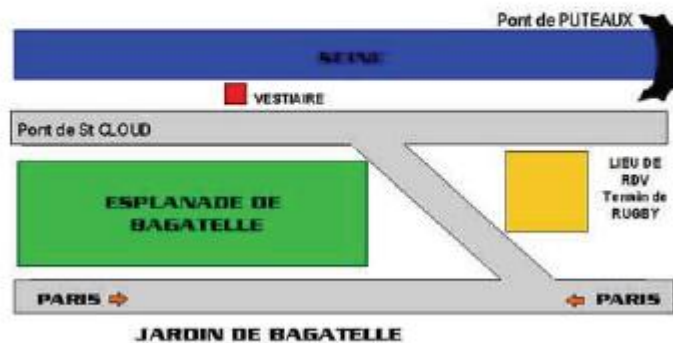 Pont de PUTEAUX
SEINE
VESTIAIRE
Pont de St CLOUD
LIEU DE
RDV
Terrain de
RUGBY
ESPLANADE DE
BAGATELLE
PARIS
PARIS
JARDIN DE BAGATELLE